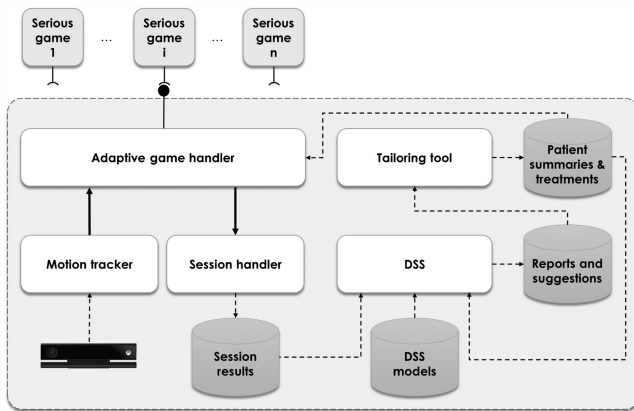 Serious
game
1
...
Serious
game
i
...
Serious
game
n
Adaptive game handler
Tailoring tool
Patient
summaries &
treatments
Motion tracker
Session handler
DSS
Reports and
suggestions
Session
results
DSS
models